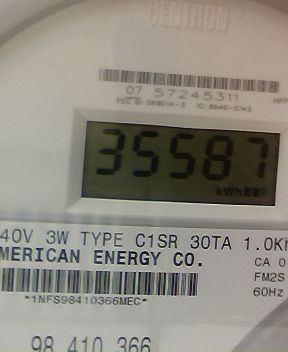 CENTRON
07 57245311
35587
kWh
40V 3W TYPE C1SR 30TA 1.0Kh
MERICAN ENERGY CO.
CA 0
FM2S
60Hz
*1NFS98410366MEC*
98 410 366